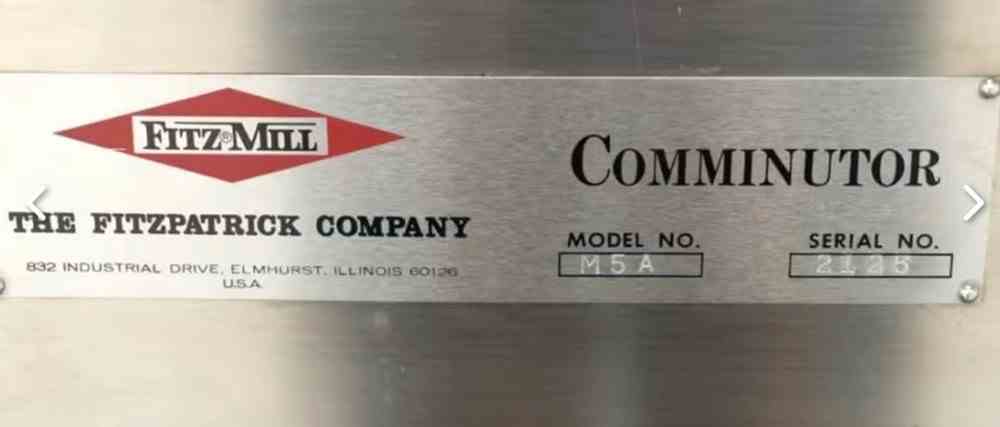 FITZ®MILL
THE FITZPATRICK COMPANY
832 INDUSTRIAL DRIVE, ELMHURST, ILLINOIS 60126
U.S.A.
COMMINUTOR
MODEL NO.
M5A
SERIAL NO.